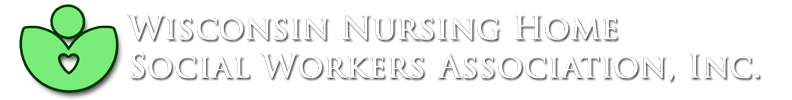 Wisconsin Nursing Home
Social Workers Association, Inc.